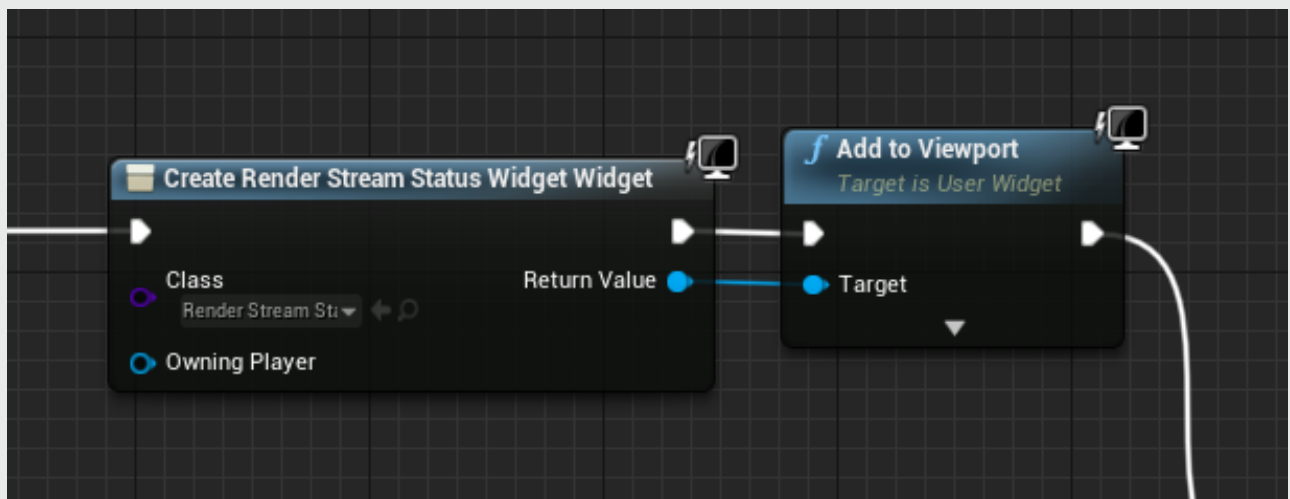 Create Render Stream Status Widget Widget
Class
Render Stream
Return Value
Owning Player
f Add to Viewport
Target is User Widget
Target